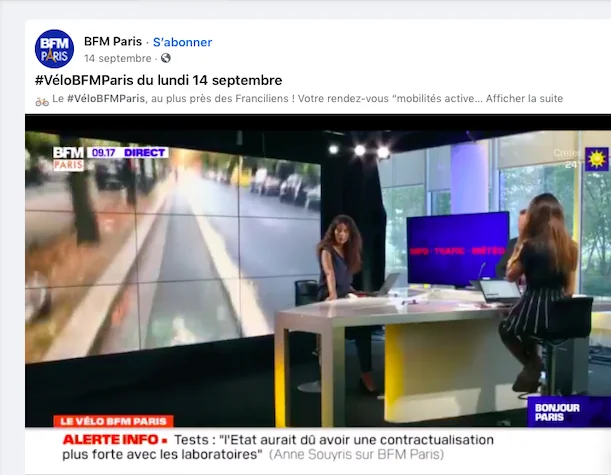 BFM
PARIS
BFM Paris · S'abonner
14 septembre ·
#VéloBFMParis du lundi 14 septembre
Le #VéloBFMParis, au plus près des Franciliens ! Votre rendez-vous “mobilités active... Afficher la suite
BFM 09.17 DIRECT
PARIS
24°
INFO · TRAFIC · MÉTÉO
LE VÉLO BFM PARIS
BONJOUR
PARIS
ALERTE INFO Tests : "l'Etat aurait dû avoir une contractualisation
plus forte avec les laboratoires" (Anne Souyris sur BFM Paris)